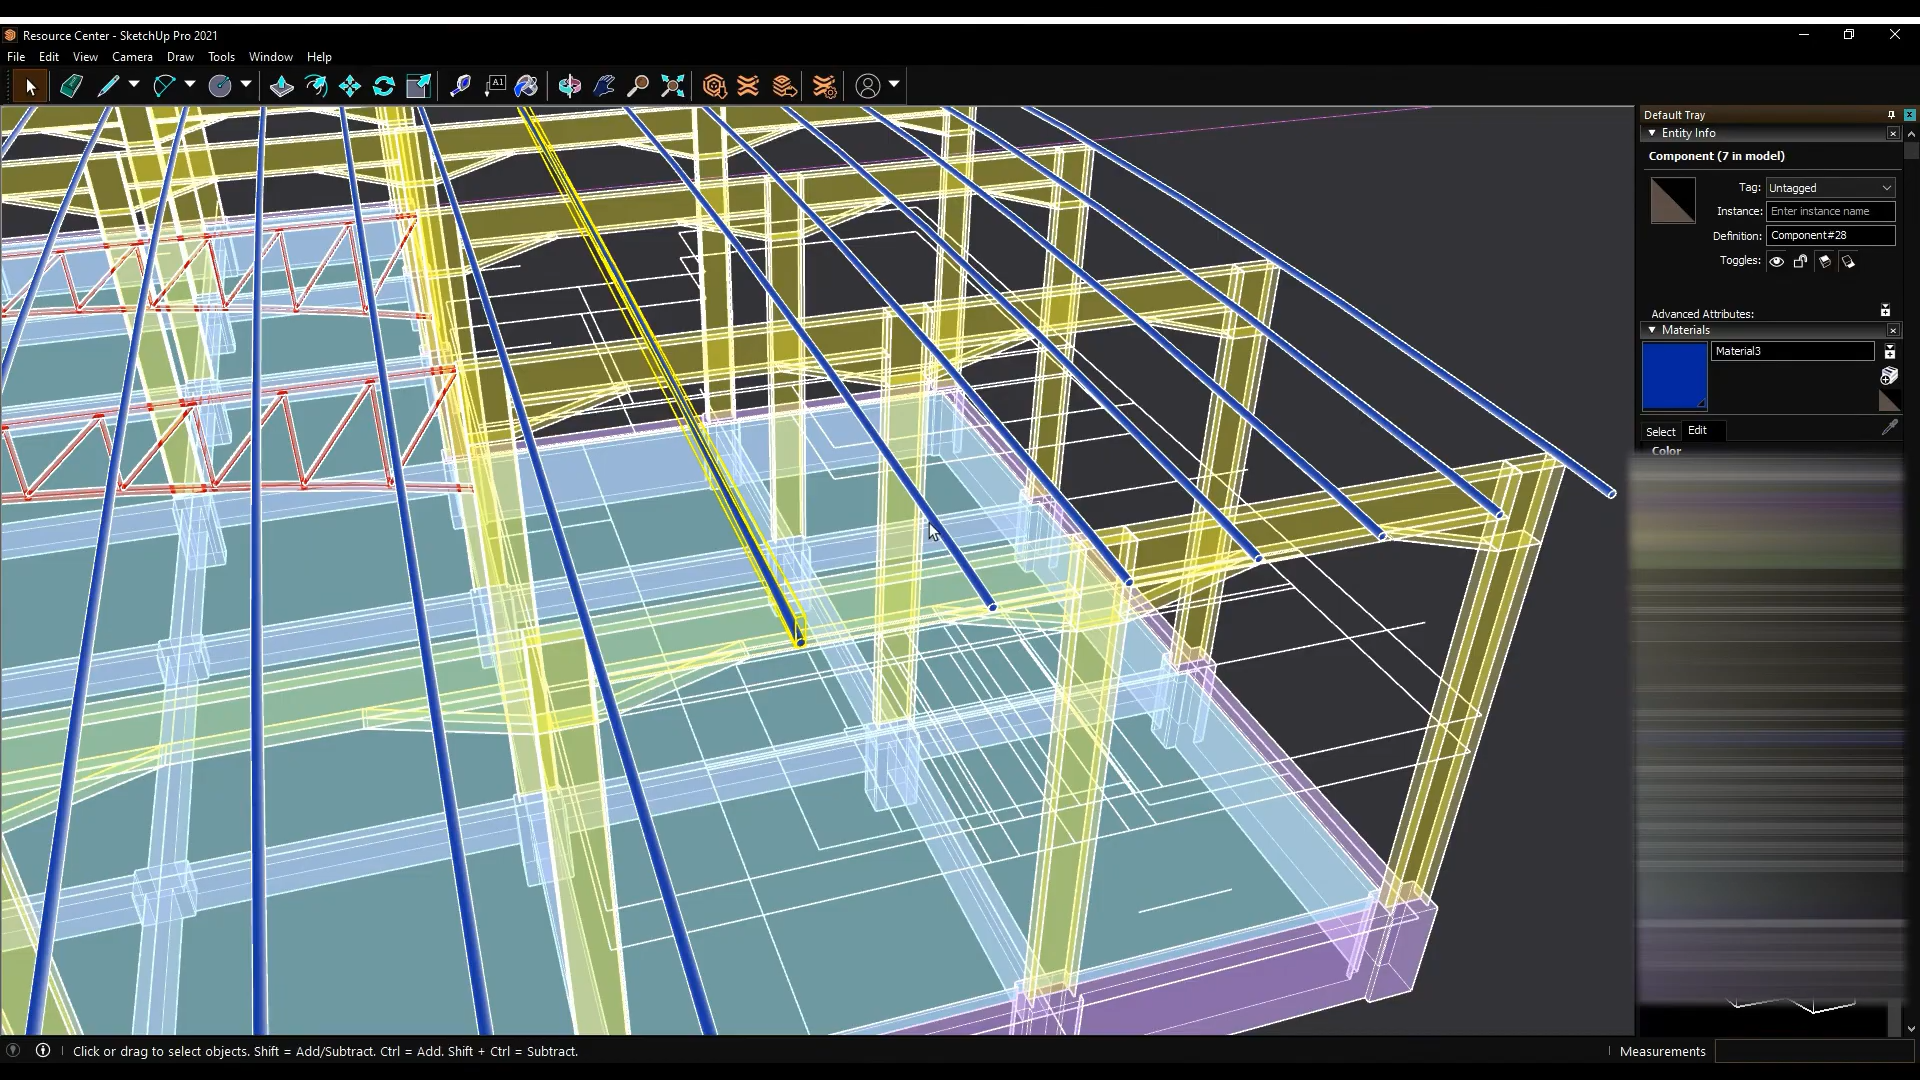 Resource Center - SketchUp Pro 2021
File Edit View Camera Draw Tools Window Help
A1
Default Tray
Entity Info
Component (7 in model)
Tag: Untagged
Instance: Enter instance name
Definition: Component#28
Toggles:
Advanced Attributes:
Materials
Material3
Select Edit
Color
Click or drag to select objects. Shift = Add/Subtract. Ctrl = Add. Shift + Ctrl = Subtract.
Measurements